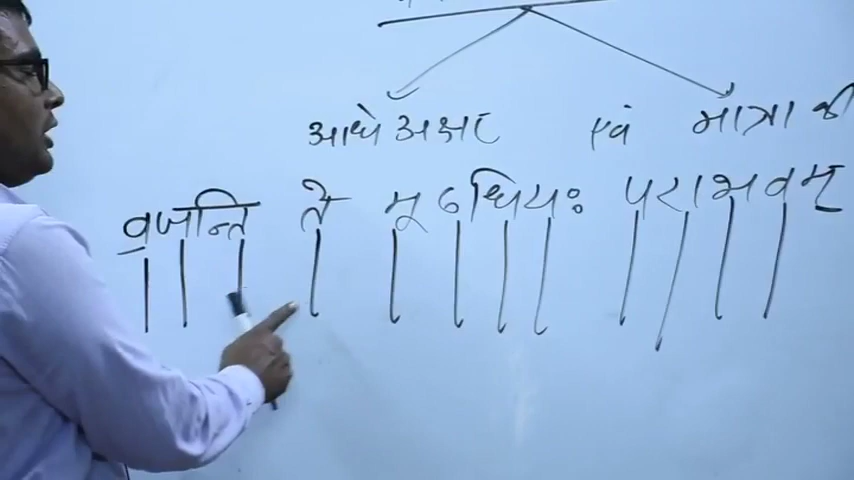 आधे अक्षर एवं मात्रा की
व्रजन्ति ते मूढधियः पराभवम्